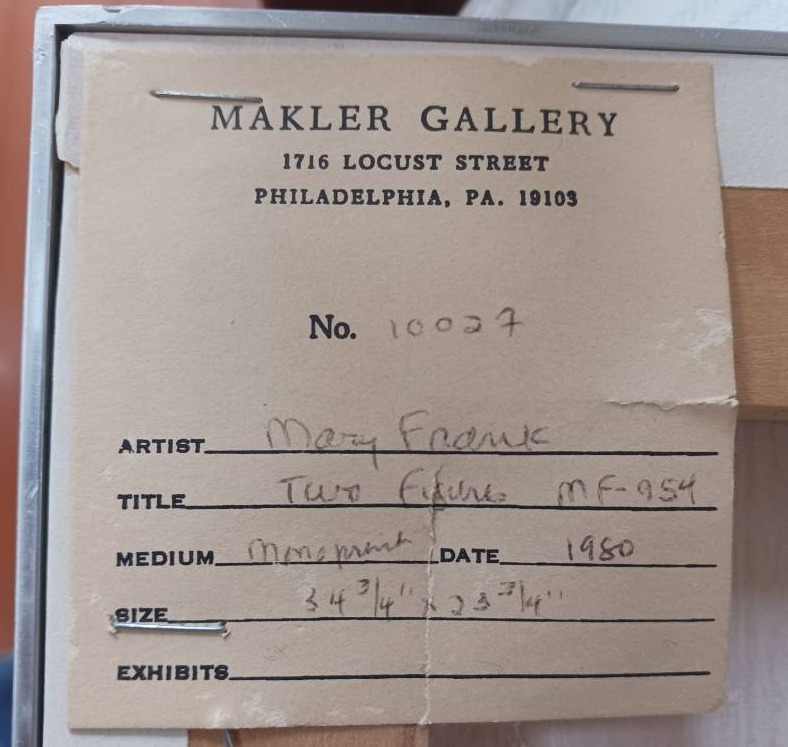 MAKLER GALLERY
1716 LOCUST STREET
PHILADELPHIA, PA. 19103
No. 10027
ARTIST Mary Frank
TITLE Two Figures MF-954
MEDIUM Monoprint DATE 1980
SIZE 34 3/4" x 23 3/4"
EXHIBITS